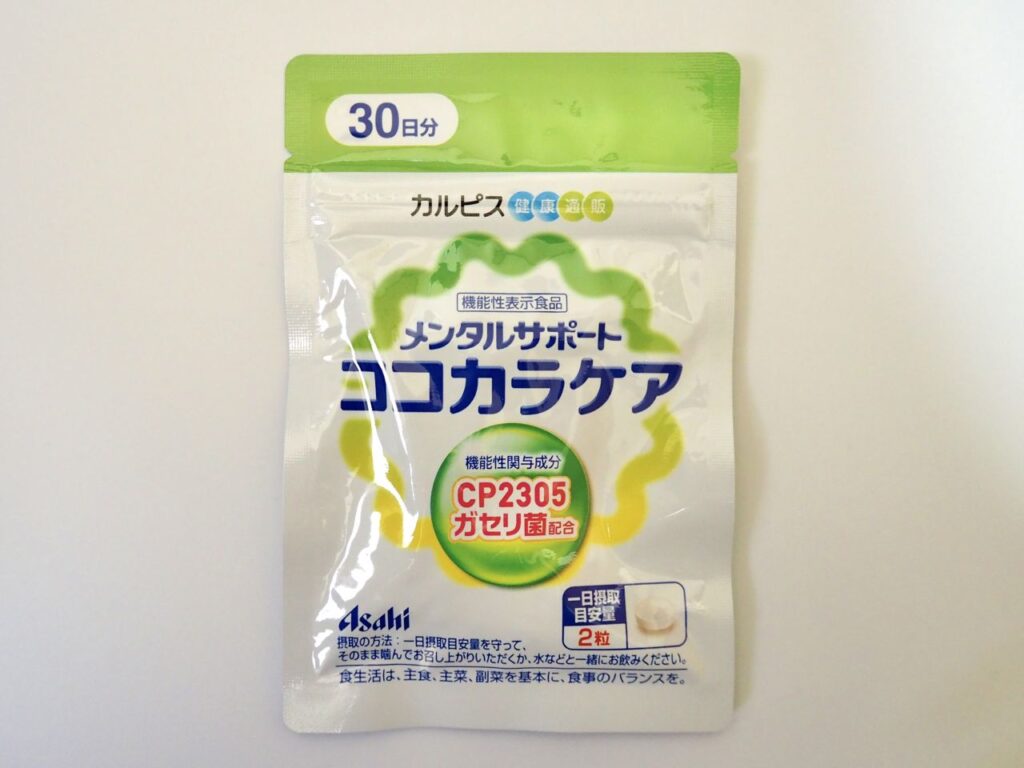 30日分
カルピス健康通販
機能性表示食品
メンタルサポート
ココカラケア
機能性関与成分
CP2305
ガセリ菌配合
一日摂取
目安量
2粒
Asahi
摂取の方法：一日摂取目安量を守って、
そのまま噛んでお召し上がりいただくか、水などと一緒にお飲みください。
食生活は、主食、主菜、副菜を基本に、食事のバランスを。